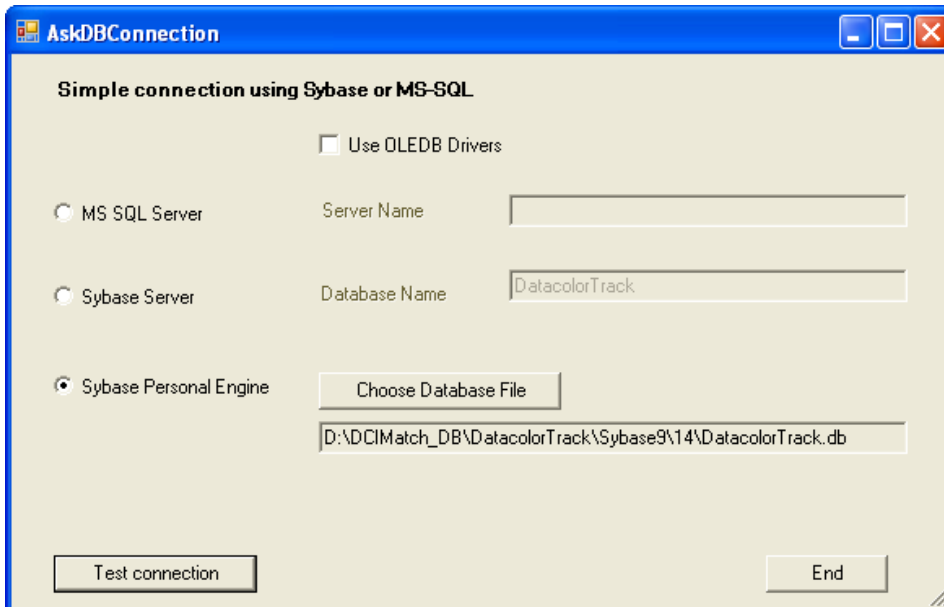 AskDBConnection
Simple connection using Sybase or MS-SQL
Use OLEDB Drivers
MS SQL Server
Server Name
Sybase Server
Database Name
DatacolorTrack
Sybase Personal Engine
Choose Database File
D:\DCIMatch_DB\DatacolorTrack\Sybase9\14\DatacolorTrack.db
Test connection
End